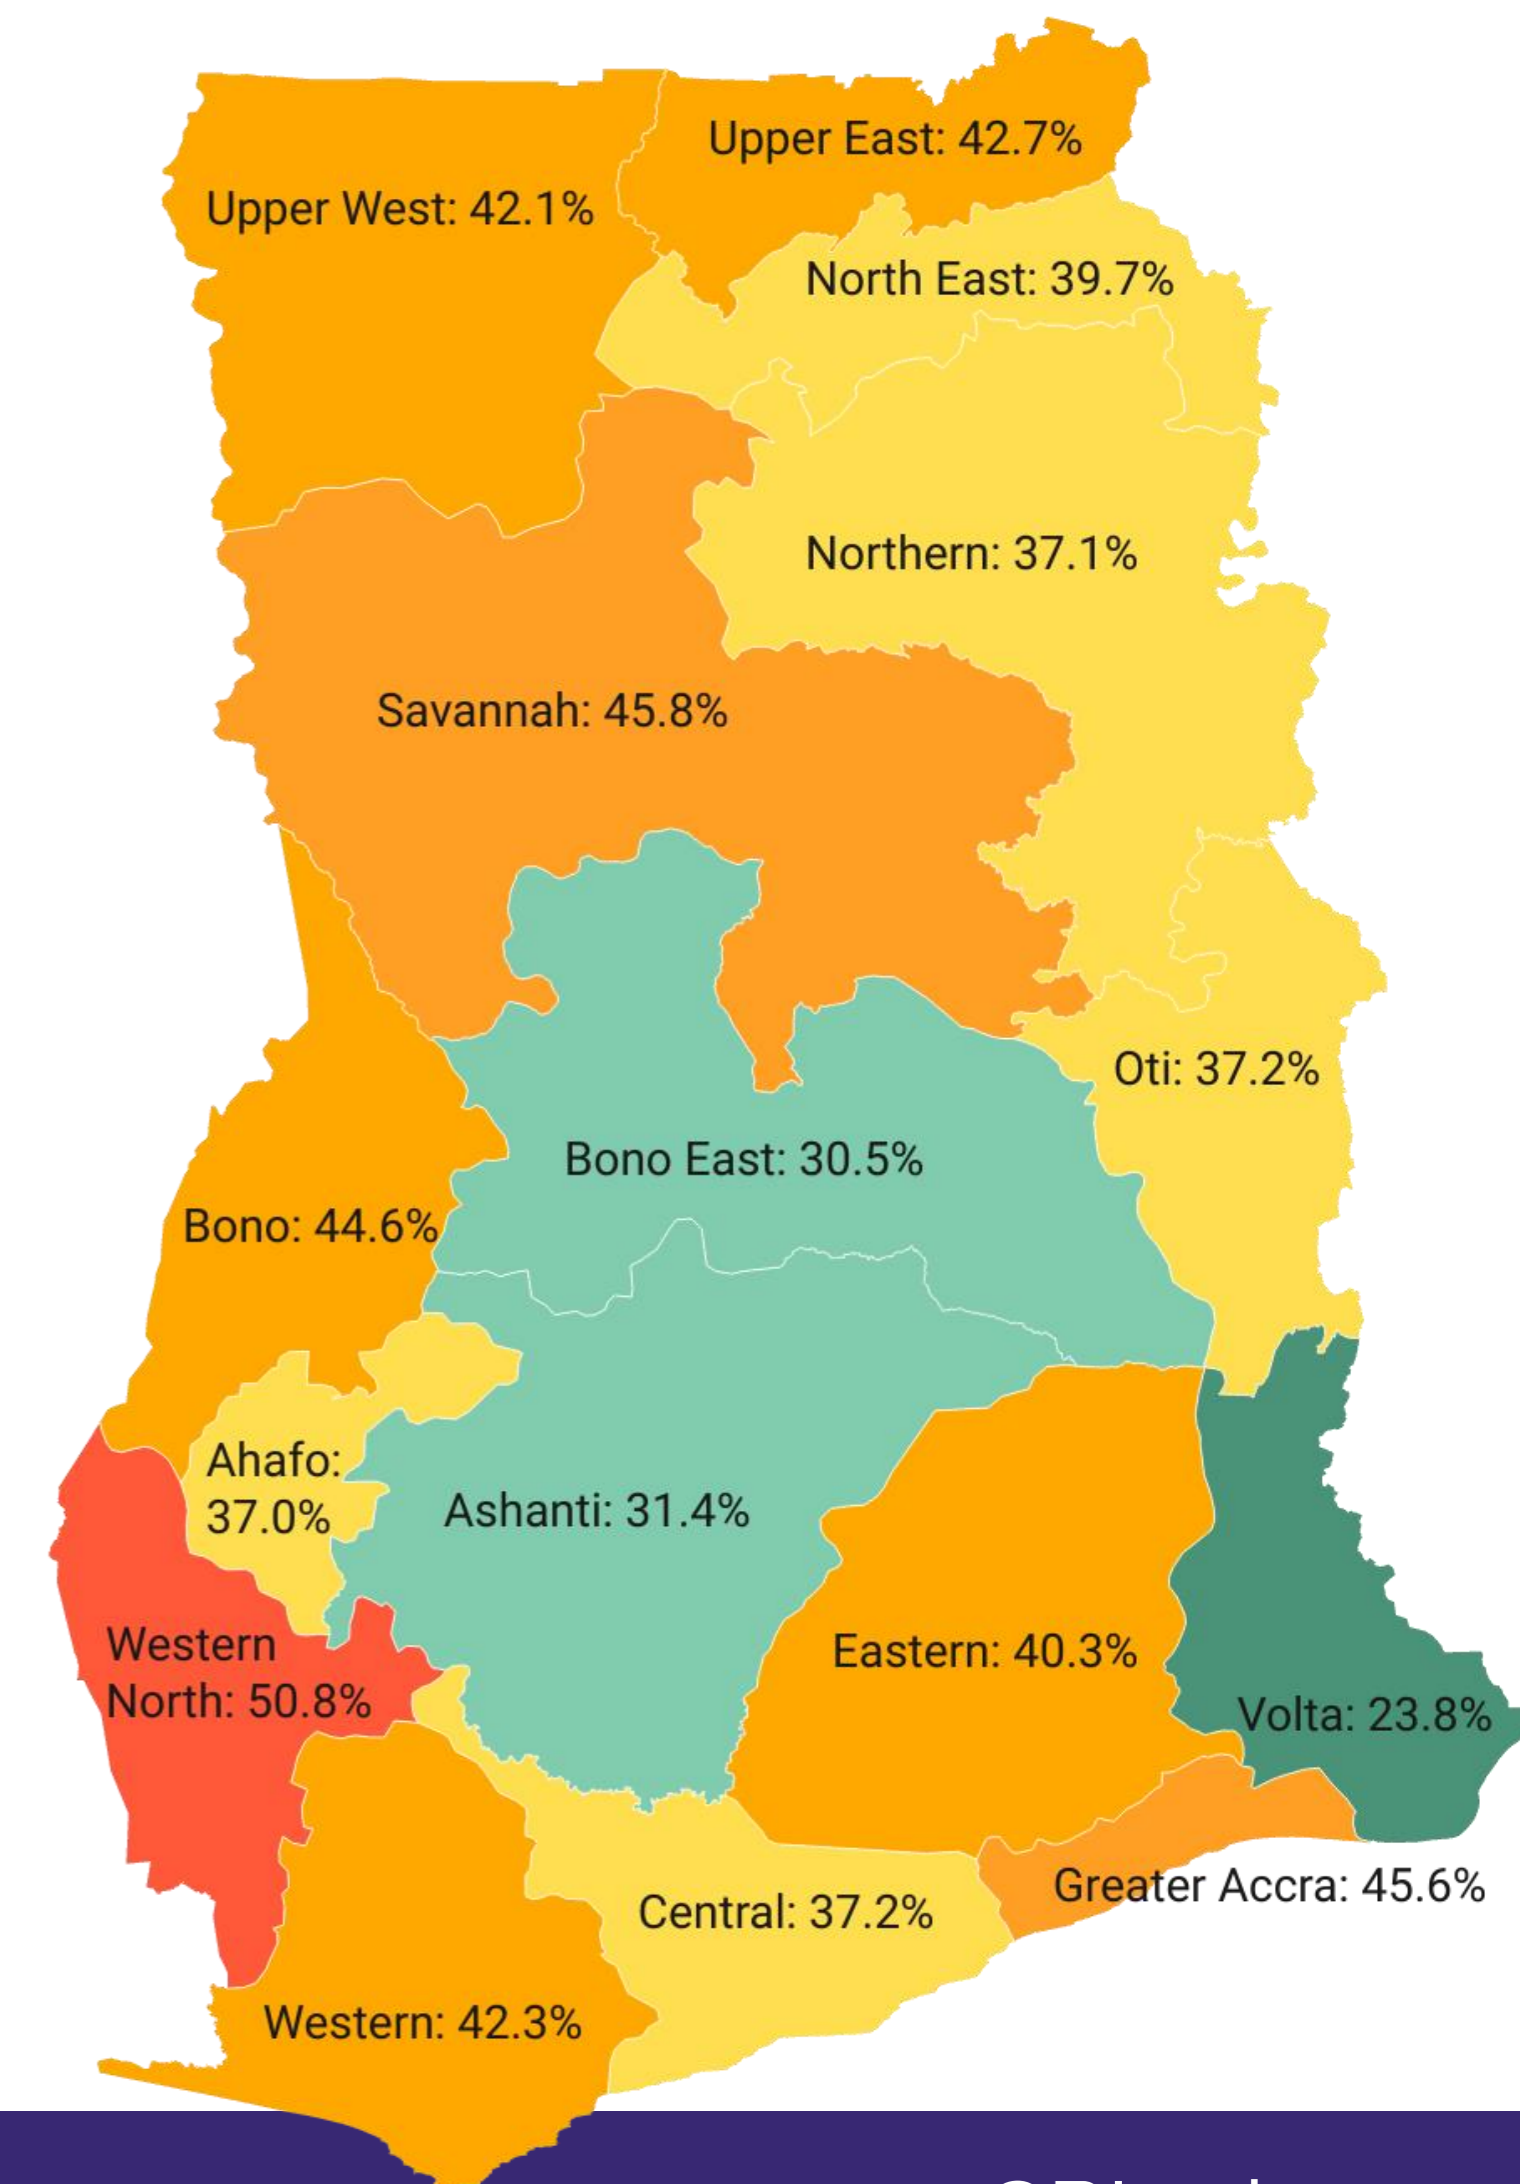 Upper East: 42.7%
Upper West: 42.1%
North East: 39.7%
Northern: 37.1%
Savannah: 45.8%
Oti: 37.2%
Bono East: 30.5%
Bono: 44.6%
Ahafo:
37.0%
Ashanti: 31.4%
Western
North: 50.8%
Eastern: 40.3%
Volta: 23.8%
Greater Accra: 45.6%
Central: 37.2%
Western: 42.3%